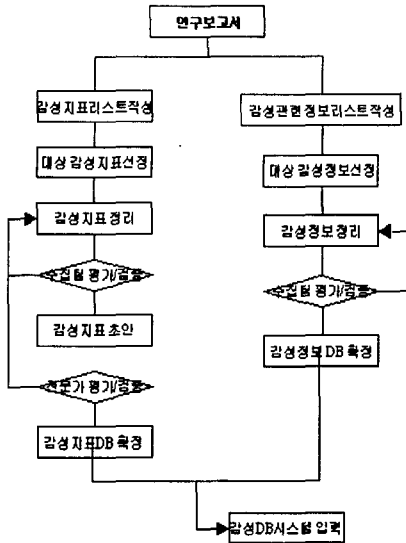 연구보고서
감성지표리스트작성
감성관련정보리스트작성
대상 감성지표선정
대상 감성정보선정
감성지표정리
감성정보정리
수집팀 평가/검증
수집팀 평가/검증
감성지표초안
감성정보DB 확정
전문가 평가/검증
감성지표DB 확정
감성DB시스템 입력